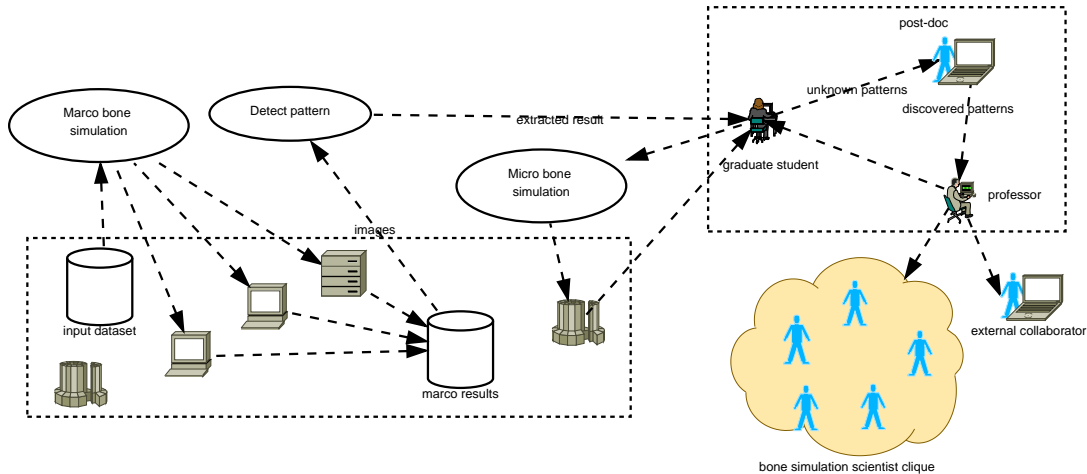 post-doc
Marco bone
simulation
Detect pattern
unknown patterns
discovered patterns
extracted result
graduate student
Micro bone
simulation
professor
images
input dataset
external collaborator
marco results
bone simulation scientist clique